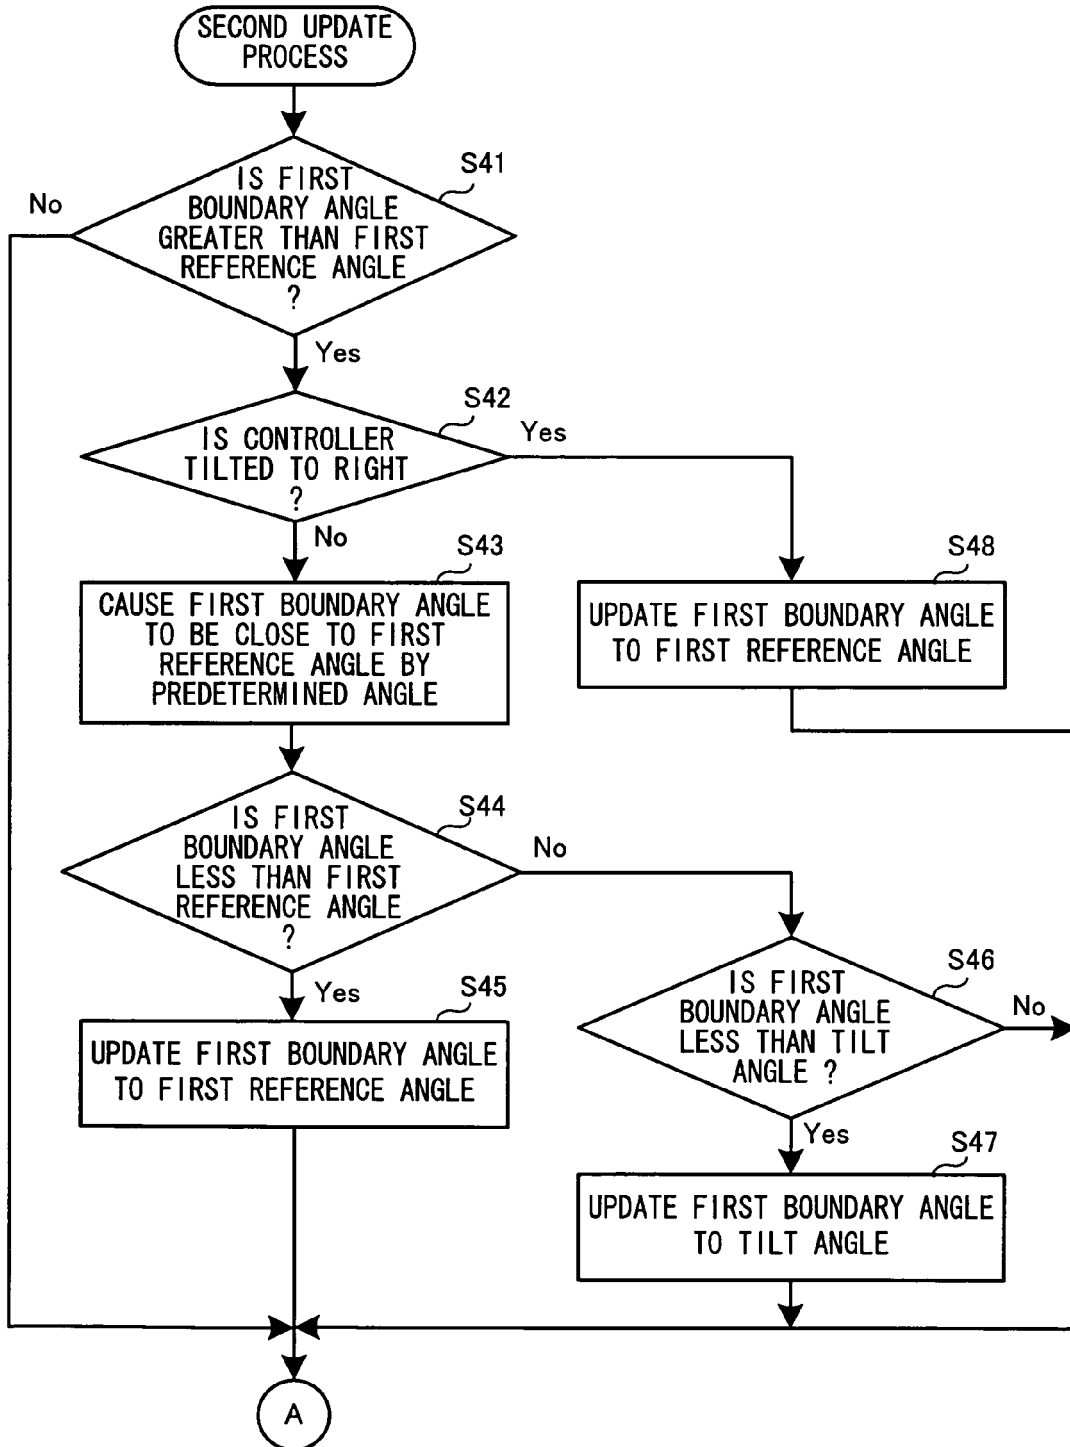 SECOND UPDATE
PROCESS
S41
IS FIRST
BOUNDARY ANGLE
GREATER THAN FIRST
REFERENCE ANGLE
?
No
Yes
S42
IS CONTROLLER
TILTED TO RIGHT
?
Yes
No
S43
CAUSE FIRST BOUNDARY ANGLE
TO BE CLOSE TO FIRST
REFERENCE ANGLE BY
PREDETERMINED ANGLE
S48
UPDATE FIRST BOUNDARY ANGLE
TO FIRST REFERENCE ANGLE
S44
IS FIRST
BOUNDARY ANGLE
LESS THAN FIRST
REFERENCE ANGLE
?
No
Yes
S45
UPDATE FIRST BOUNDARY ANGLE
TO FIRST REFERENCE ANGLE
S46
IS FIRST
BOUNDARY ANGLE
LESS THAN TILT
ANGLE ?
No
Yes
S47
UPDATE FIRST BOUNDARY ANGLE
TO TILT ANGLE
A